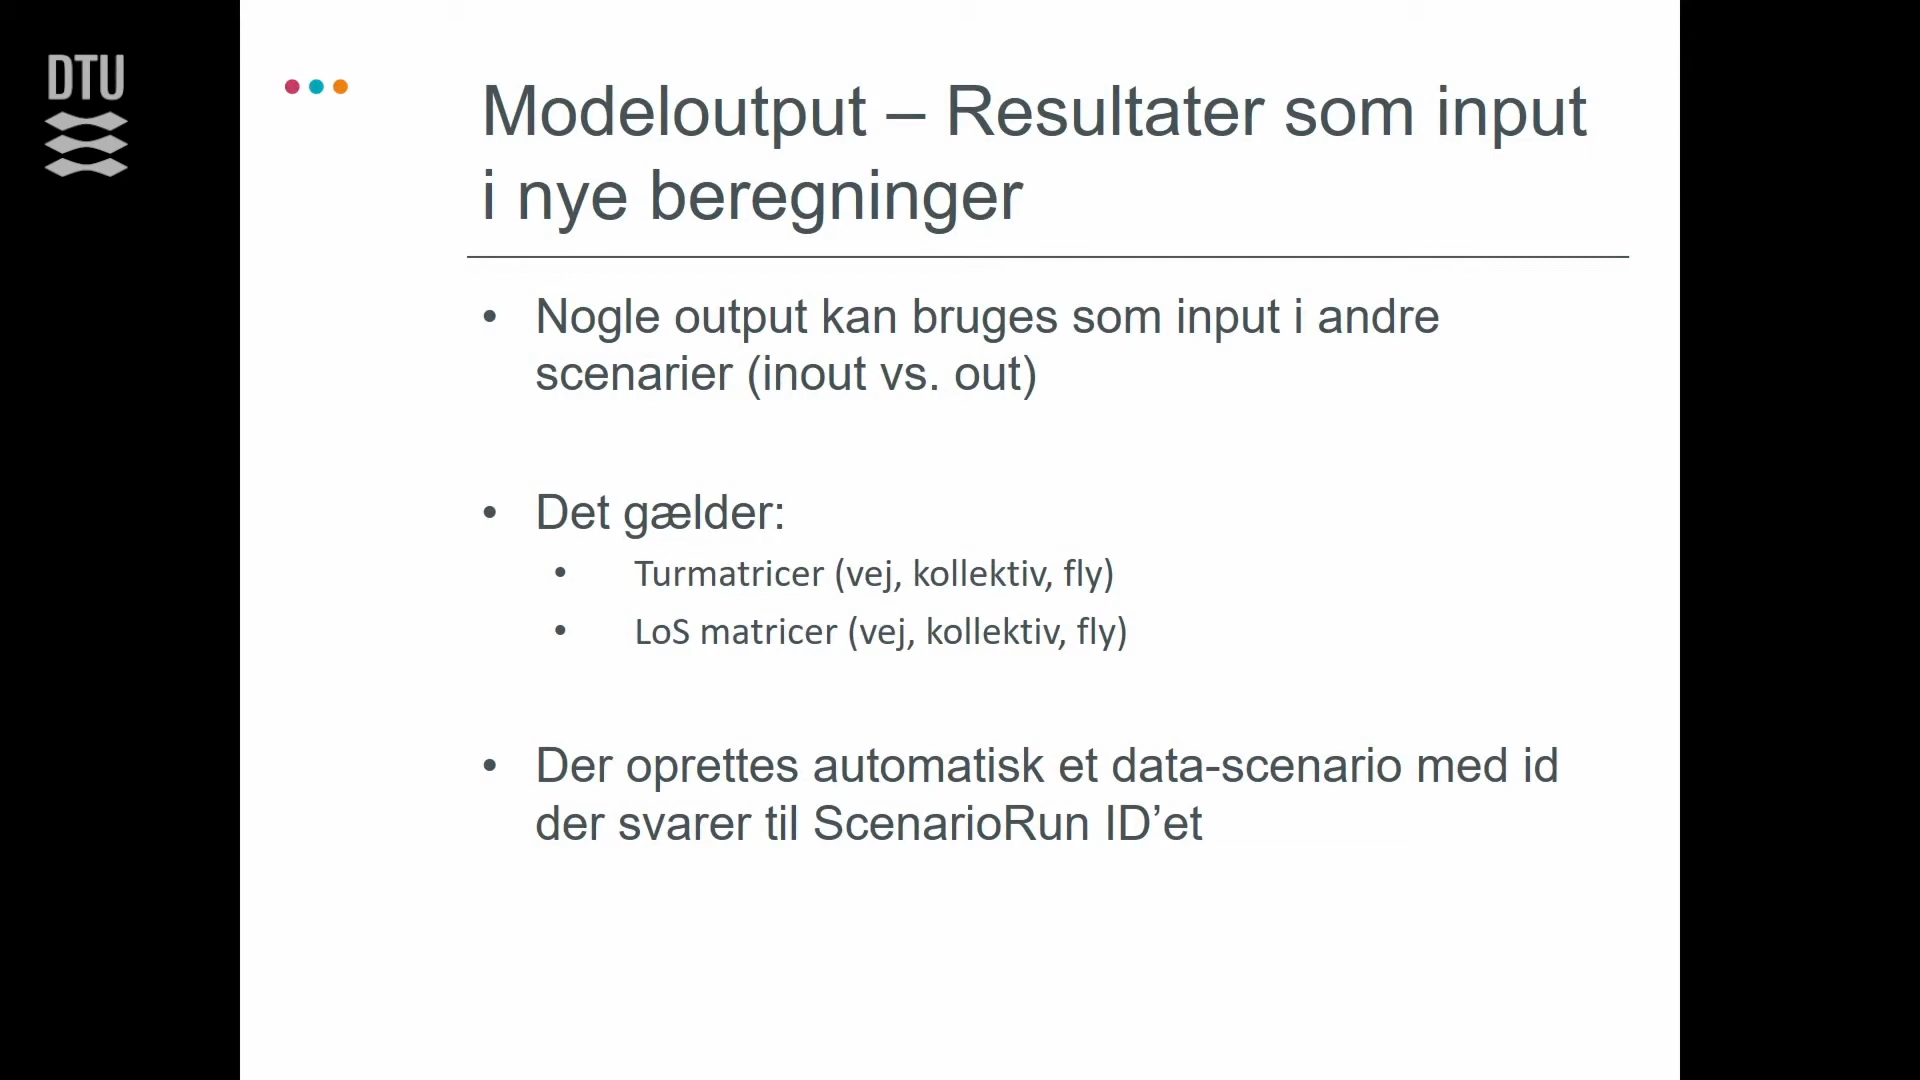 DTU
Modeloutput – Resultater som input
i nye beregninger
• Nogle output kan bruges som input i andre
scenarier (inout vs. out)
• Det gælder:
• Turmatricer (vej, kollektiv, fly)
• LoS matricer (vej, kollektiv, fly)
• Der oprettes automatisk et data-scenario med id
der svarer til ScenarioRun ID’et